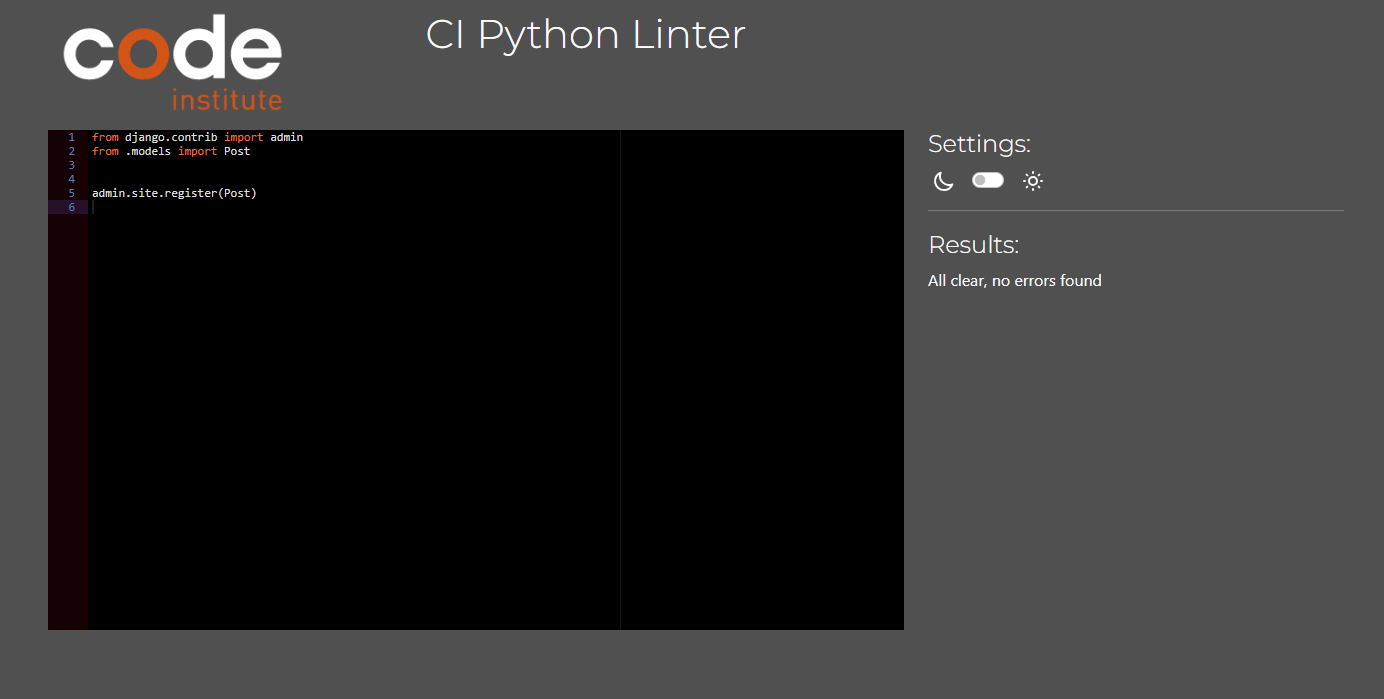 code
institute
CI Python Linter
1 from django.contrib import admin
2 from .models import Post
3
4
5 admin.site.register(Post)
6
Settings:
Results:
All clear, no errors found